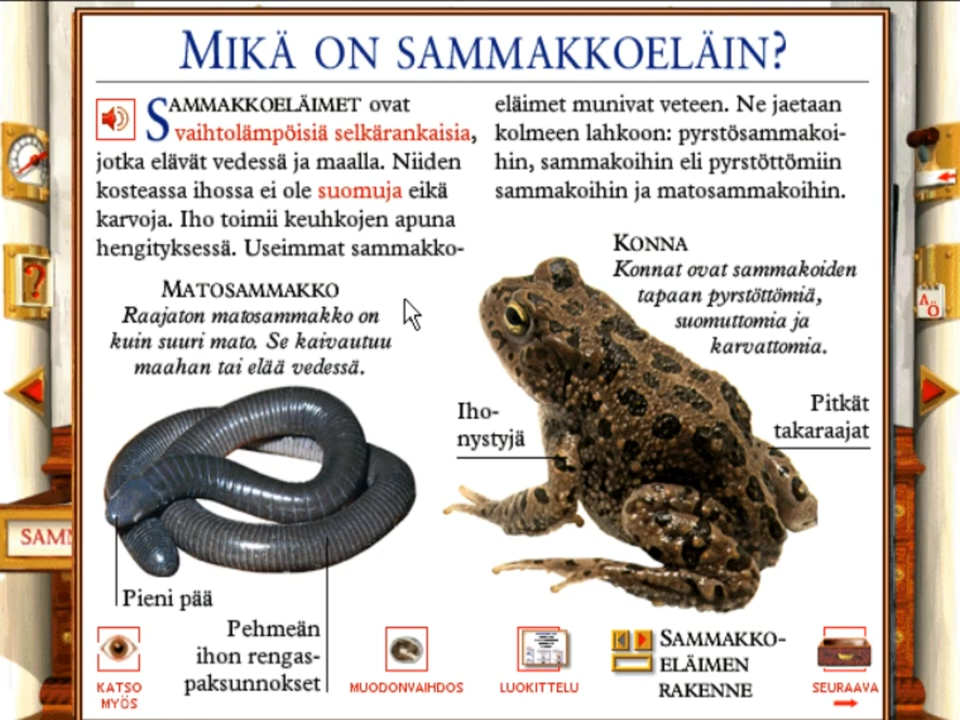 MIKÄ ON SAMMAKKOELÄIN?
SAMMAKKOELÄIMET ovat
vaihtolämpöisiä selkärankaisia,
jotka elävät vedessä ja maalla. Niiden
kosteassa ihossa ei ole suomuja eikä
karvoja. Iho toimii keuhkojen apuna
hengityksessä. Useimmat sammakko-
eläimet munivat veteen. Ne jaetaan
kolmeen lahkoon: pyrstösammakoi-
hin, sammakoihin eli pyrstöttömiin
sammakoihin ja matosammakoihin.
MATOSAMMAKKO
Raajaton matosammakko on
kuin suuri mato. Se kaivautuu
maahan tai elää vedessä.
KONNA
Konnat ovat sammakoiden
tapaan pyrstöttömiä,
suomuttomia ja
karvattomia.
Iho-
nystyjä
Pitkät
takaraajat
Pieni pää
Pehmeän
ihon rengas-
paksunnokset
?
A
Ö
SAMM
KATSO
MYÖS
MUODONVAIHDOS
LUOKITTELU
SAMMAKKO-
ELÄIMEN
RAKENNE
SEURAAVA